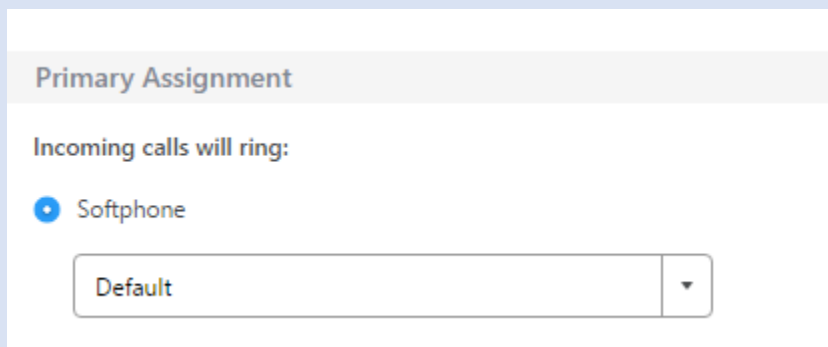 Primary Assignment
Incoming calls will ring:
Softphone
Default